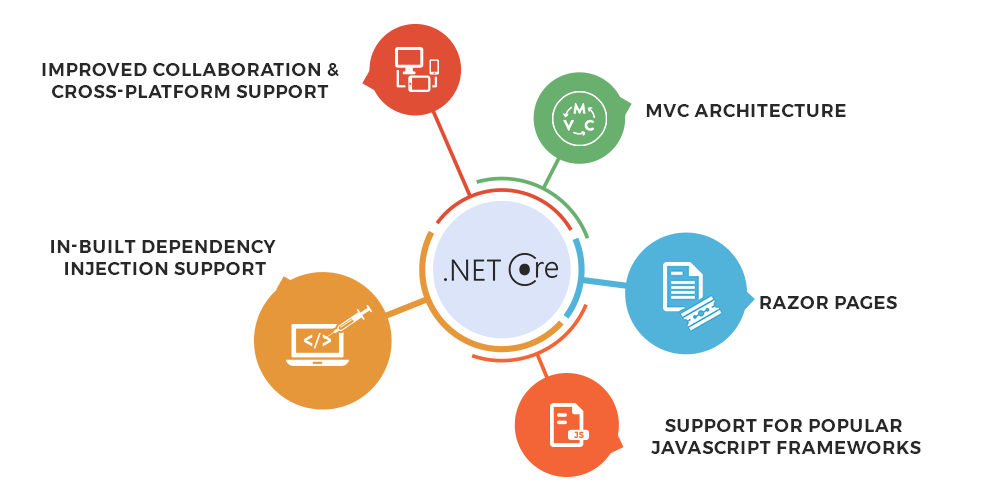 IMPROVED COLLABORATION &
CROSS-PLATFORM SUPPORT
M
V C
MVC ARCHITECTURE
IN-BUILT DEPENDENCY
INJECTION SUPPORT
.NET Core
</>
RAZOR PAGES
JS
SUPPORT FOR POPULAR
JAVASCRIPT FRAMEWORKS